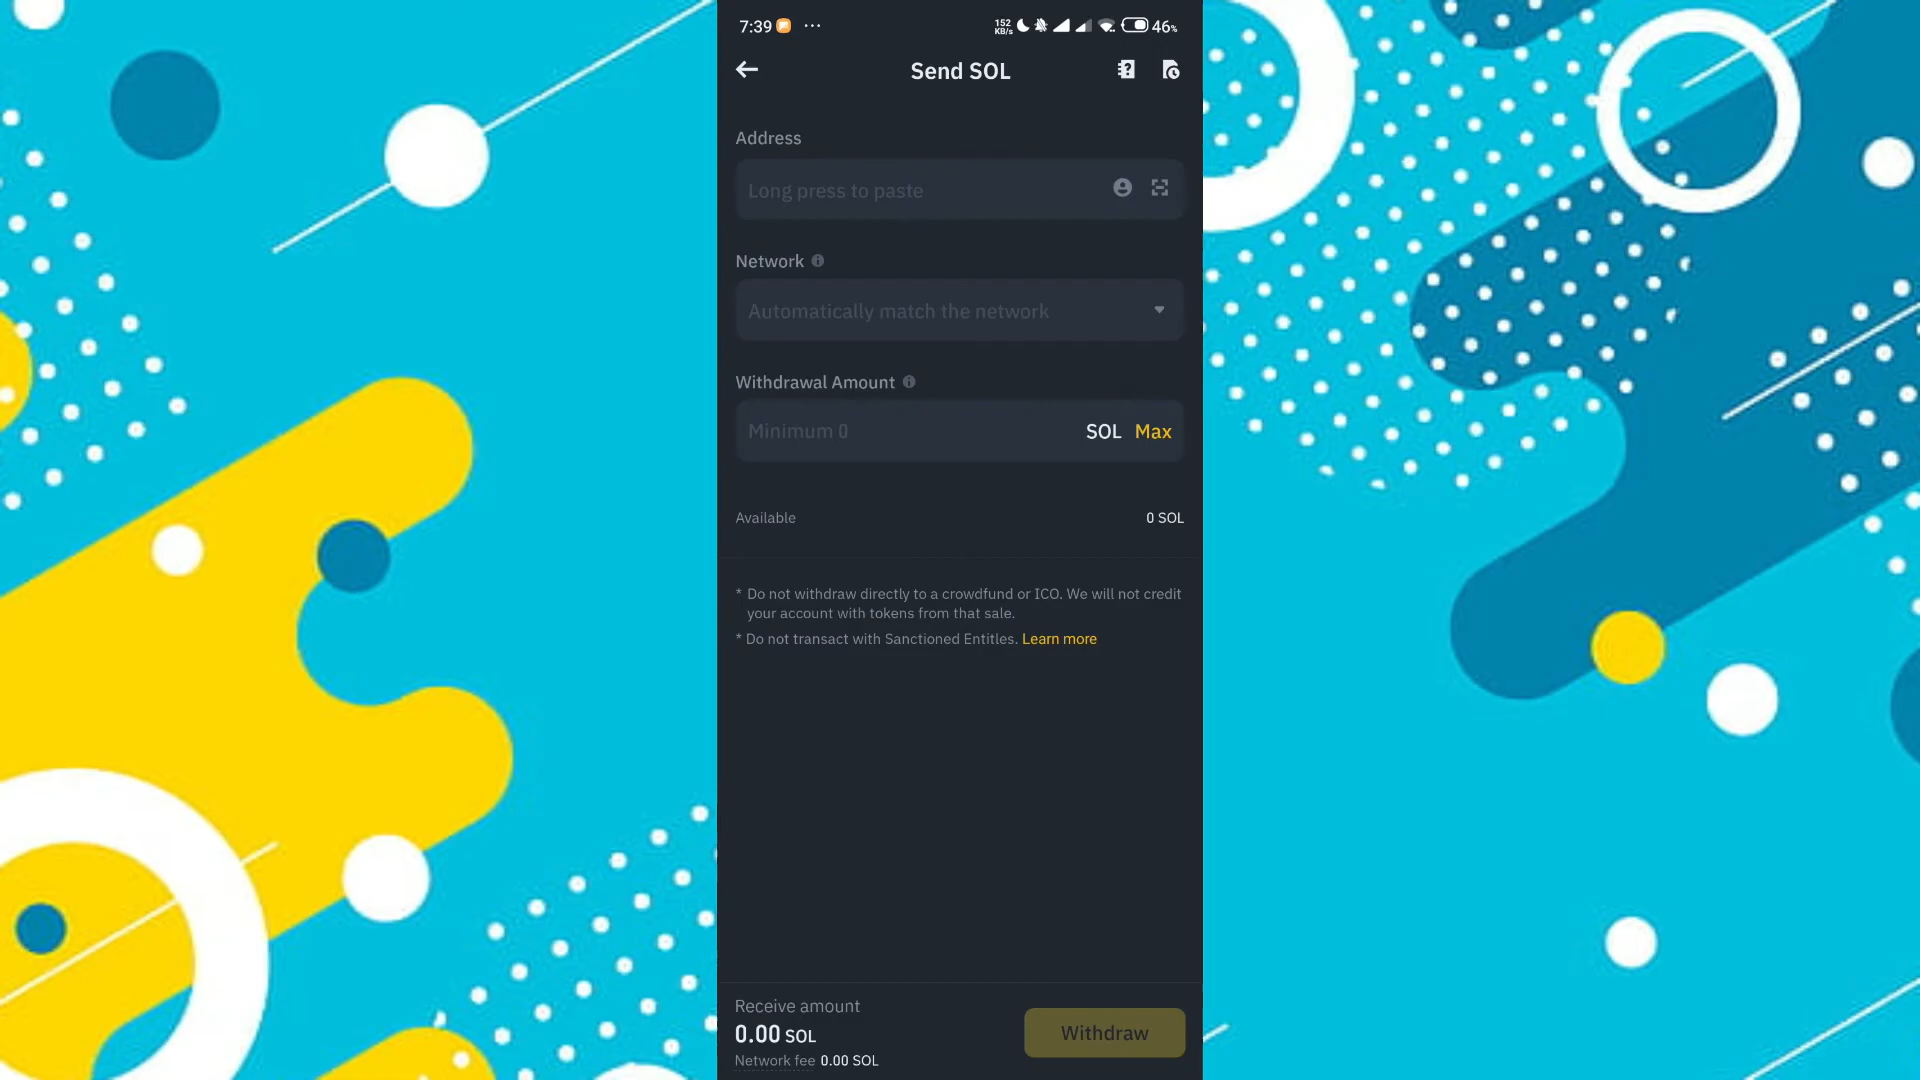 7:39 ... 152 KB/s 46%
Send SOL
Address
Long press to paste
Network
Automatically match the network
Withdrawal Amount
Minimum 0 SOL Max
Available 0 SOL
* Do not withdraw directly to a crowdfund or ICO. We will not credit
your account with tokens from that sale.
* Do not transact with Sanctioned Entitles. Learn more
Receive amount
0.00 SOL
Withdraw
Network fee 0.00 SOL